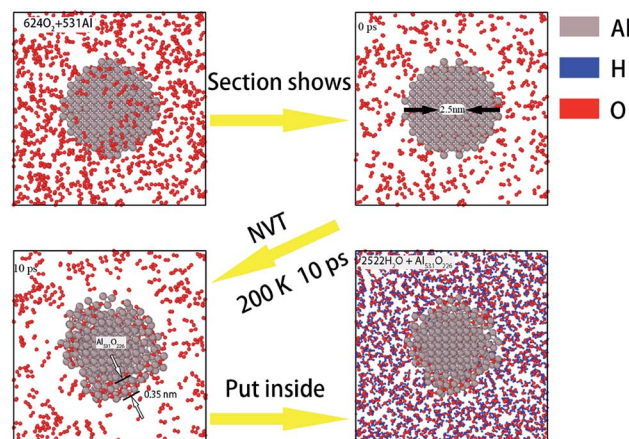 624O₂+531Al
Section shows
0 ps
2.5nm
Al
H
O
NVT
200 K 10 ps
10 ps
Al₅₃₁O₂₂₆
0.35 nm
Put inside
2522H₂O + Al₅₃₁O₂₂₆